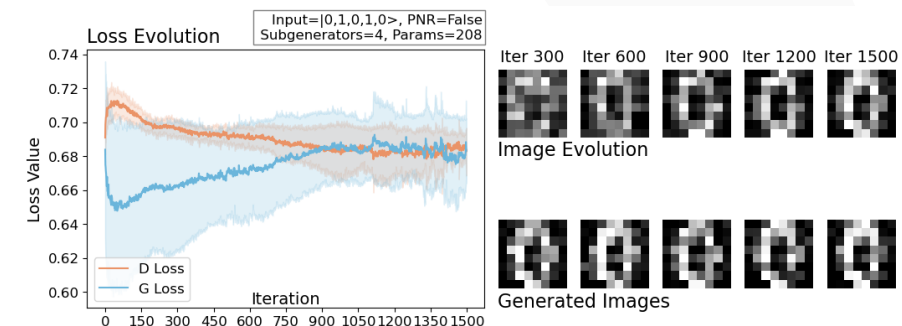 Input=|0,1,0,1,0>, PNR=False
Subgenerators=4, Params=208
Loss Evolution
0.74
0.72
0.70
0.68
0.66
0.64
0.62
0.60
Loss Value
D Loss
G Loss
Iteration
0 150 300 450 600 750 900 1050 1200 1350 1500
Iter 300 Iter 600 Iter 900 Iter 1200 Iter 1500
Image Evolution
Generated Images